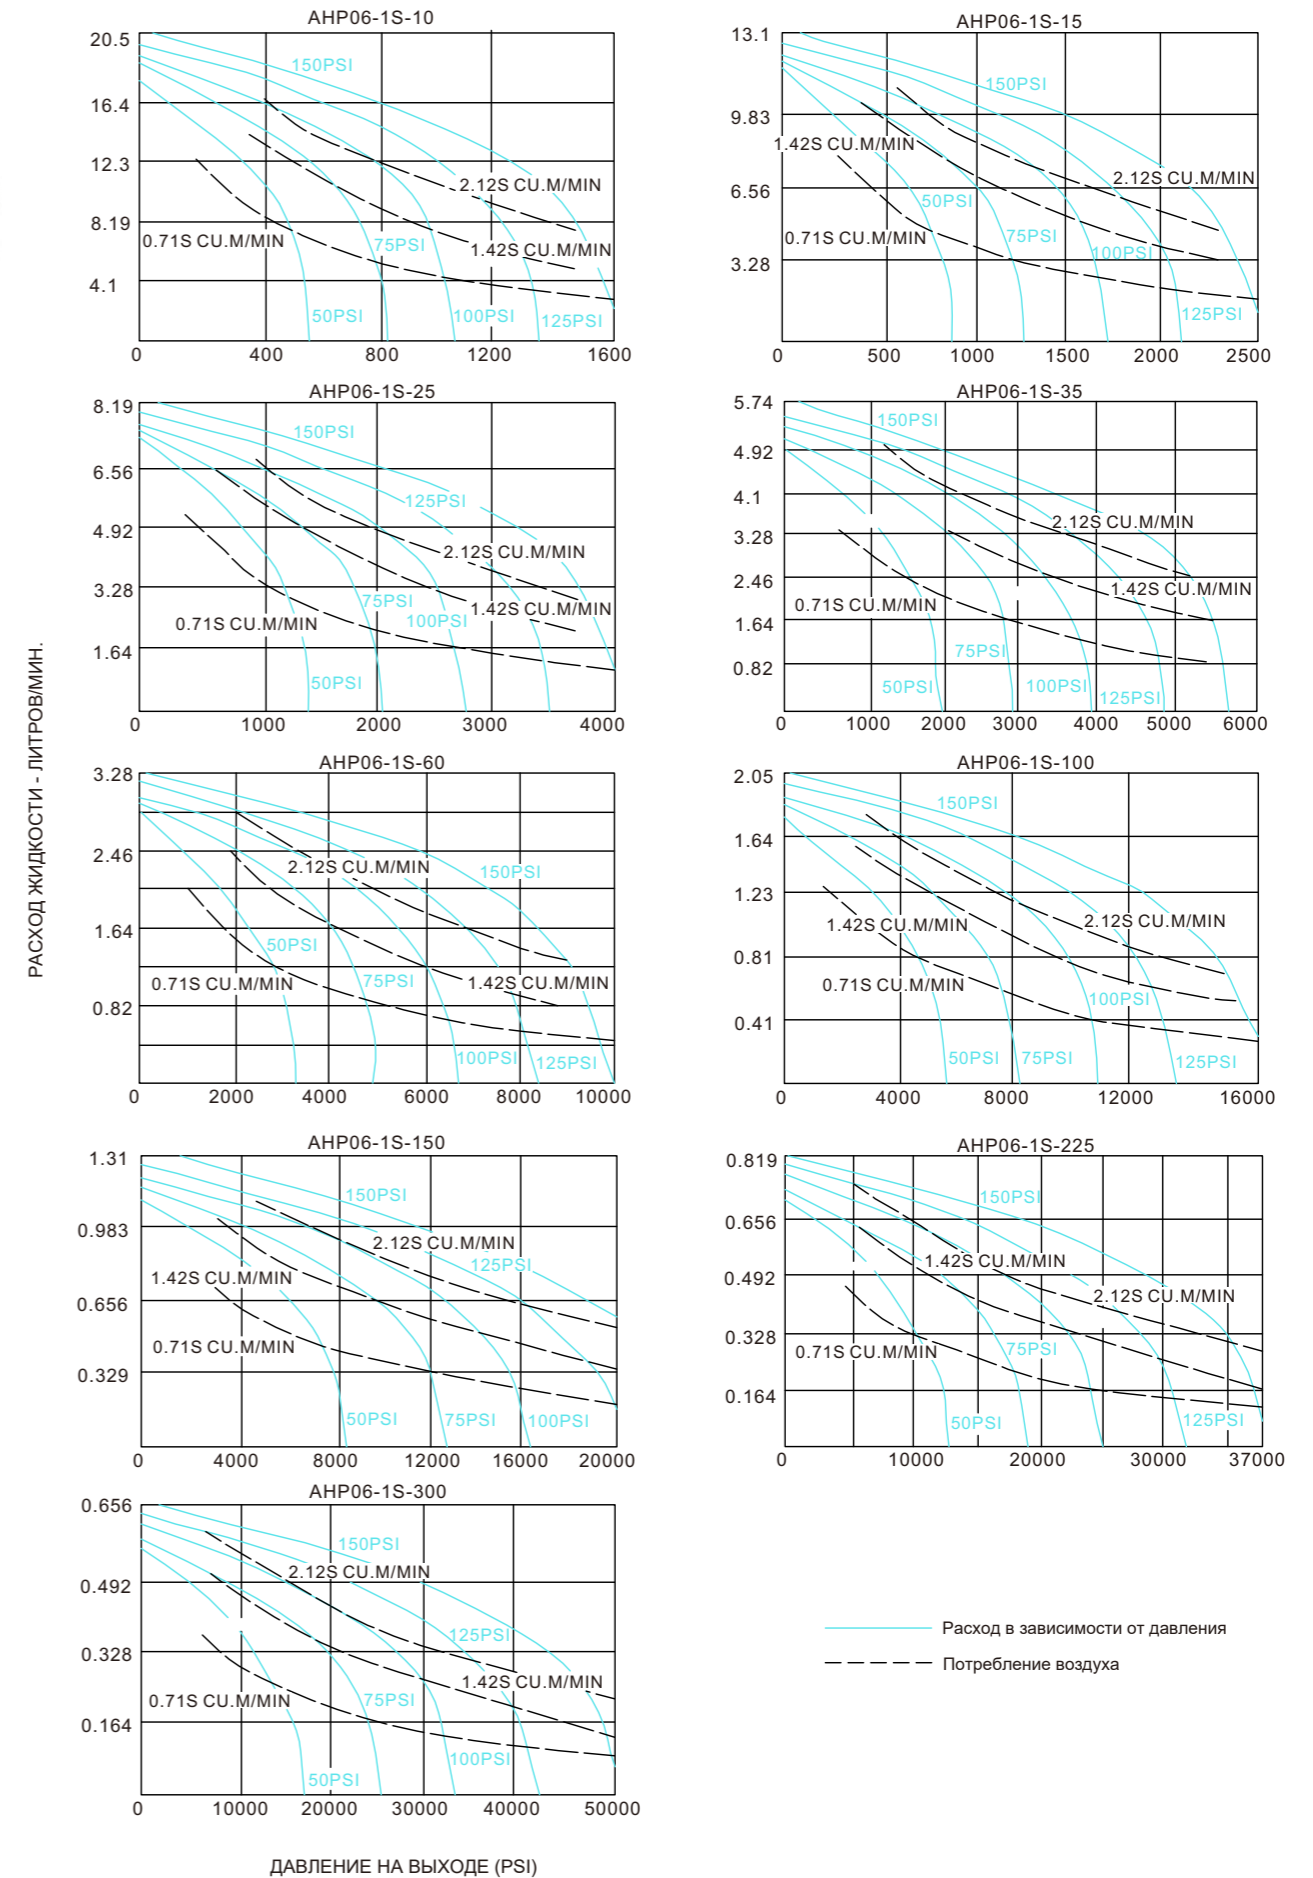 AHP06-1S-10
20.5
150PSI
16.4
12.3
2.12S CU.M/MIN
8.19
0.71S CU.M/MIN
75PSI
1.42S CU.M/MIN
4.1
50PSI
100PSI
125PSI
0 400 800 1200 1600
AHP06-1S-15
13.1
150PSI
9.83
1.42S CU.M/MIN
2.12S CU.M/MIN
6.56
50PSI
0.71S CU.M/MIN
75PSI
100PSI
3.28
125PSI
0 500 1000 1500 2000 2500
AHP06-1S-25
8.19
150PSI
6.56
125PSI
4.92
2.12S CU.M/MIN
3.28
75PSI
1.42S CU.M/MIN
0.71S CU.M/MIN
100PSI
1.64
50PSI
0 1000 2000 3000 4000
AHP06-1S-35
5.74
150PSI
4.92
4.1
2.12S CU.M/MIN
3.28
2.46
1.42S CU.M/MIN
0.71S CU.M/MIN
1.64
75PSI
0.82
50PSI
100PSI
125PSI
0 1000 2000 3000 4000 5000 6000
РАСХОД ЖИДКОСТИ - ЛИТРОВ/МИН.
AHP06-1S-60
3.28
2.46
2.12S CU.M/MIN
150PSI
1.64
50PSI
0.71S CU.M/MIN
75PSI
1.42S CU.M/MIN
0.82
100PSI
125PSI
0 2000 4000 6000 8000 10000
AHP06-1S-100
2.05
150PSI
1.64
1.23
1.42S CU.M/MIN
2.12S CU.M/MIN
0.81
0.71S CU.M/MIN
100PSI
0.41
50PSI
75PSI
125PSI
0 4000 8000 12000 16000
AHP06-1S-150
1.31
150PSI
0.983
2.12S CU.M/MIN
125PSI
1.42S CU.M/MIN
0.656
0.71S CU.M/MIN
0.329
50PSI
75PSI
100PSI
0 4000 8000 12000 16000 20000
AHP06-1S-225
0.819
150PSI
0.656
1.42S CU.M/MIN
0.492
2.12S CU.M/MIN
0.328
0.71S CU.M/MIN
75PSI
0.164
50PSI
125PSI
0 10000 20000 30000 37000
AHP06-1S-300
0.656
150PSI
2.12S CU.M/MIN
0.492
125PSI
0.328
1.42S CU.M/MIN
0.71S CU.M/MIN
75PSI
0.164
100PSI
50PSI
0 10000 20000 30000 40000 50000
Расход в зависимости от давления
Потребление воздуха
ДАВЛЕНИЕ НА ВЫХОДЕ (PSI)